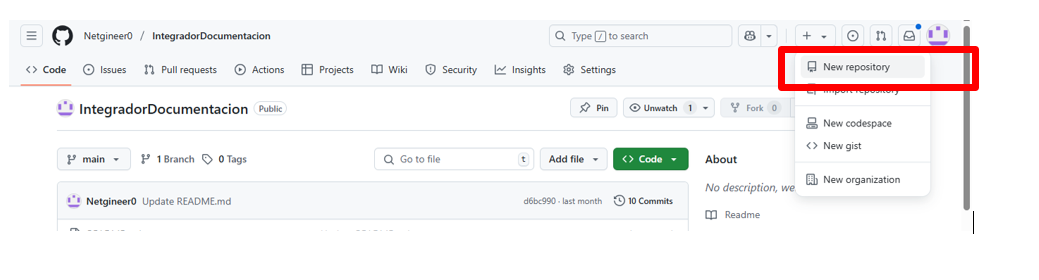 Netgineer0 / IntegradorDocumentacion
Type / to search
Code Issues Pull requests Actions Projects Wiki Security Insights Settings
New repository
Import repository
New codespace
New gist
New organization
IntegradorDocumentacion Public
Pin Unwatch 1 Fork 0
main 1 Branch 0 Tags
Go to file t
Add file
Code
About
Netgineer0 Update README.md d6bc990 · last month 10 Commits
No description, we
Readme